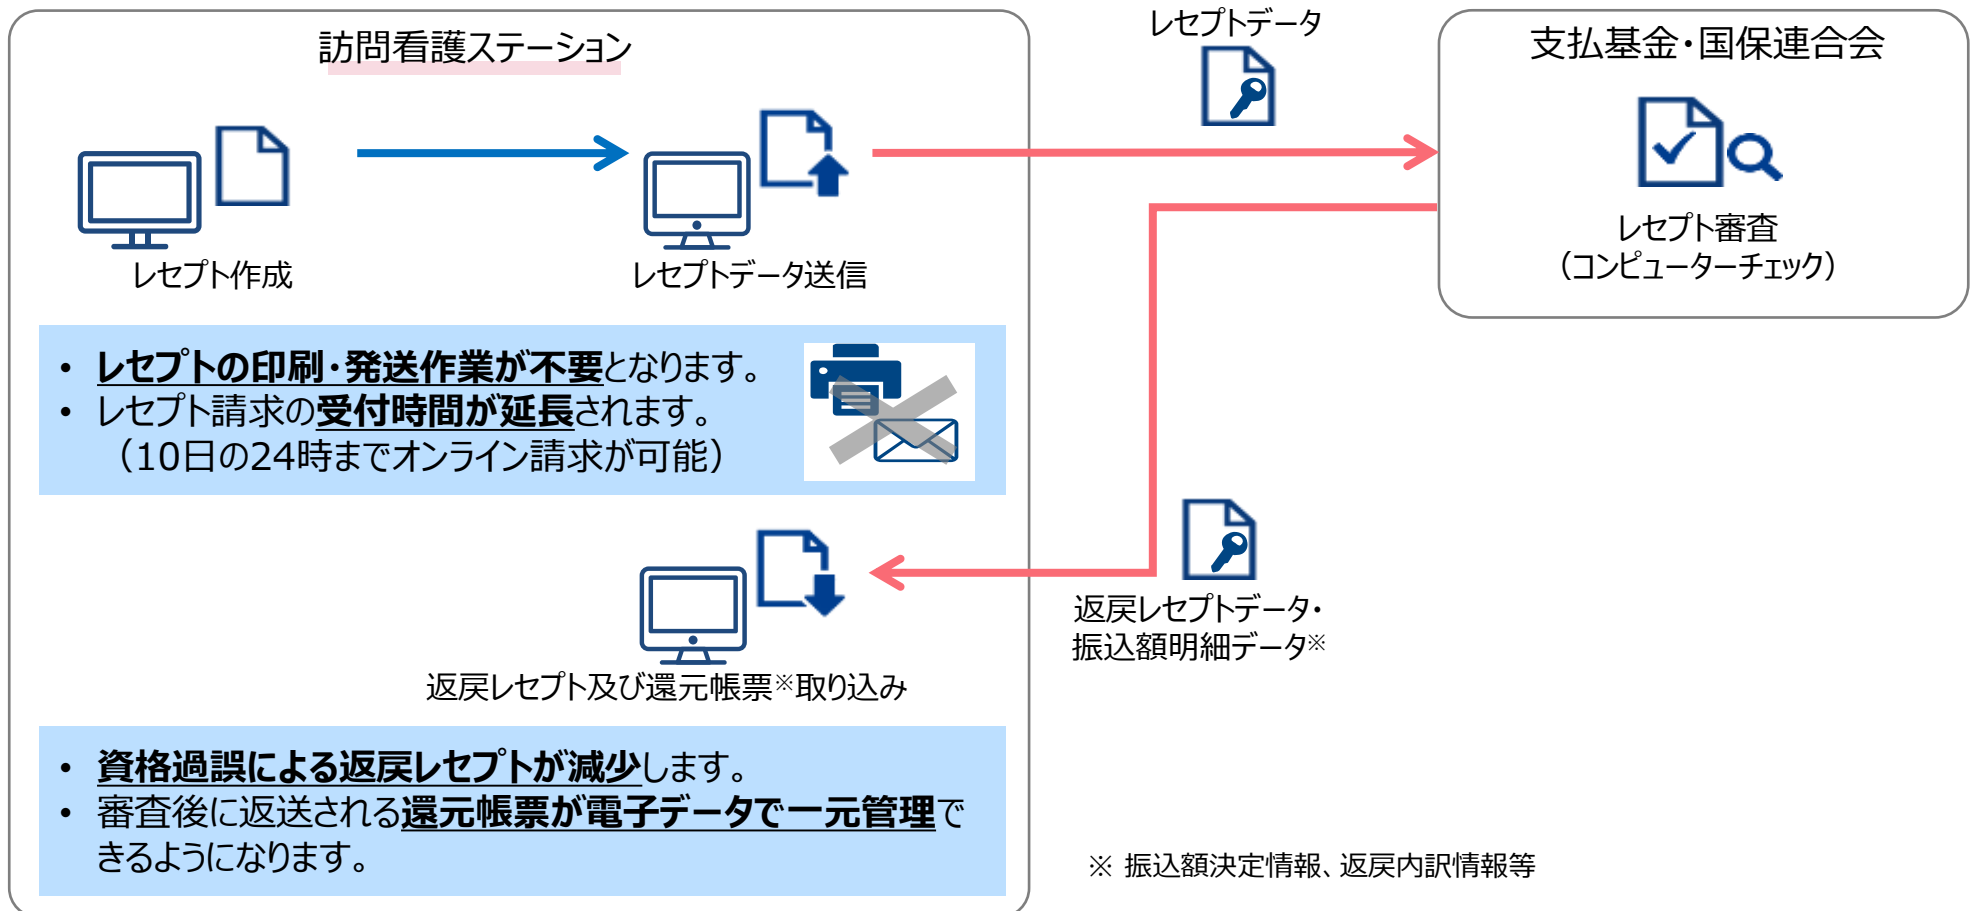 訪問看護ステーション
レセプトデータ
支払基金・国保連合会
レセプト作成
レセプトデータ送信
レセプト審査
（コンピューターチェック）
• レセプトの印刷・発送作業が不要となります。
• レセプト請求の受付時間が延長されます。
（10日の24時までオンライン請求が可能）
返戻レセプトデータ・
振込額明細データ※
返戻レセプト及び還元帳票※取り込み
• 資格過誤による返戻レセプトが減少します。
• 審査後に返送される還元帳票が電子データで一元管理で
きるようになります。
※ 振込額決定情報、返戻内訳情報等